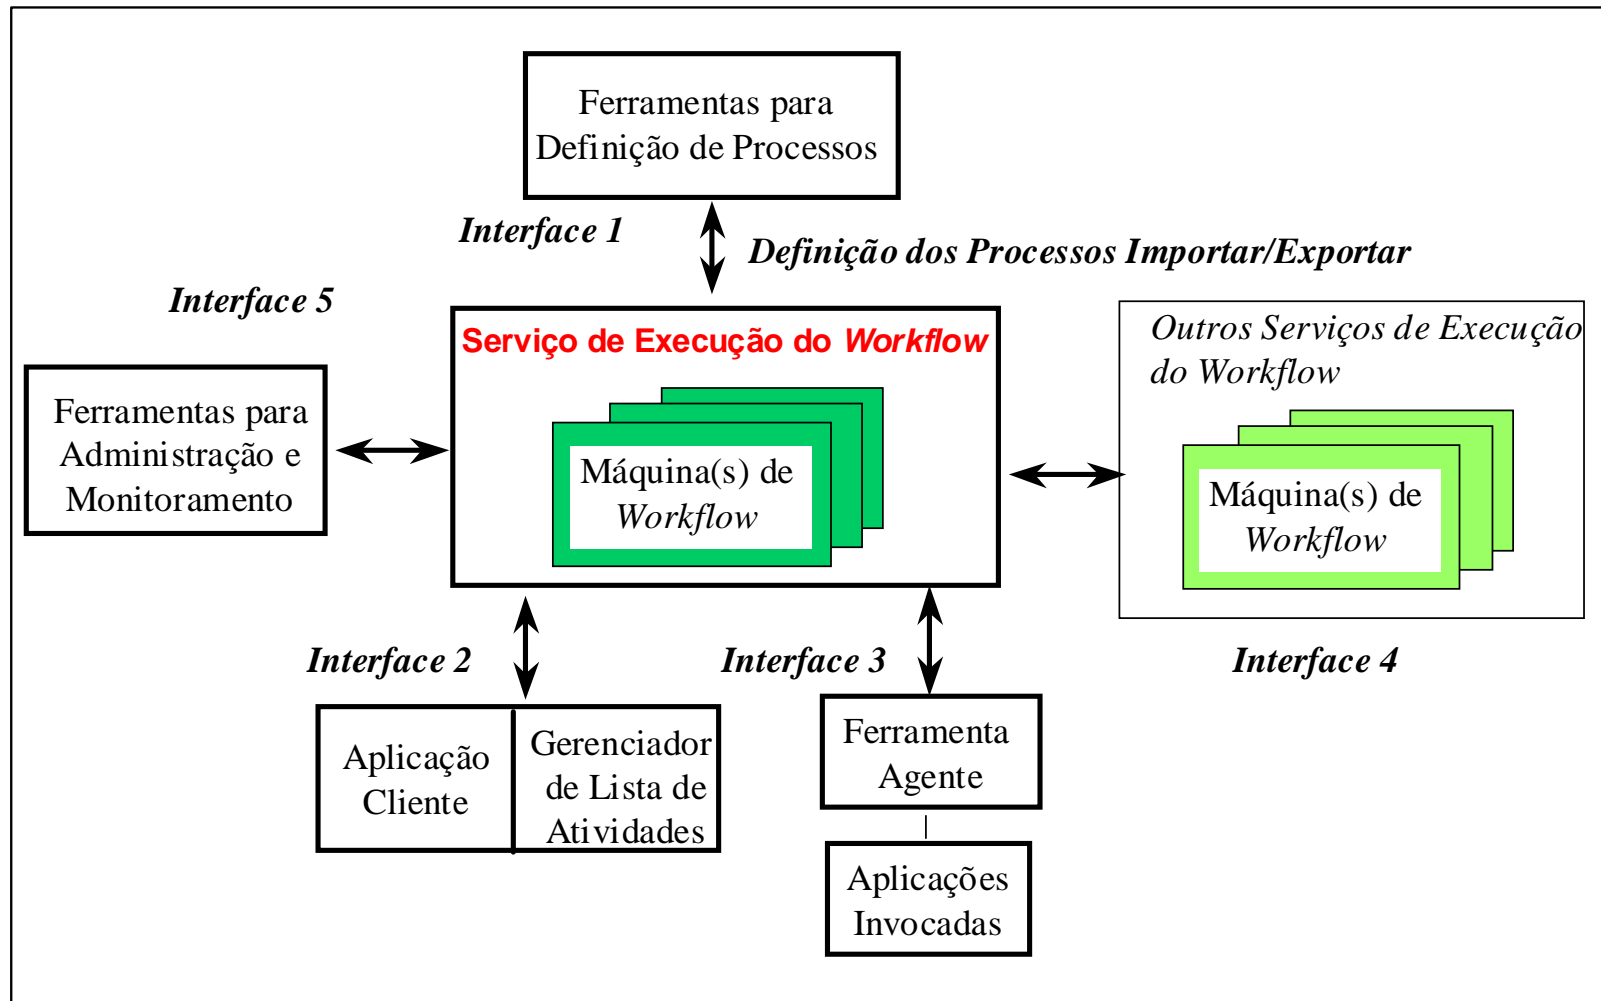 Ferramentas para
Definição de Processos
Interface 1
Definição dos Processos Importar/Exportar
Interface 5
Serviço de Execução do Workflow
Outros Serviços de Execução
do Workflow
Ferramentas para
Administração e
Monitoramento
Máquina(s) de
Workflow
Máquina(s) de
Workflow
Interface 2
Interface 3
Interface 4
Aplicação
Cliente
Gerenciador
de Lista de
Atividades
Ferramenta
Agente
Aplicações
Invocadas